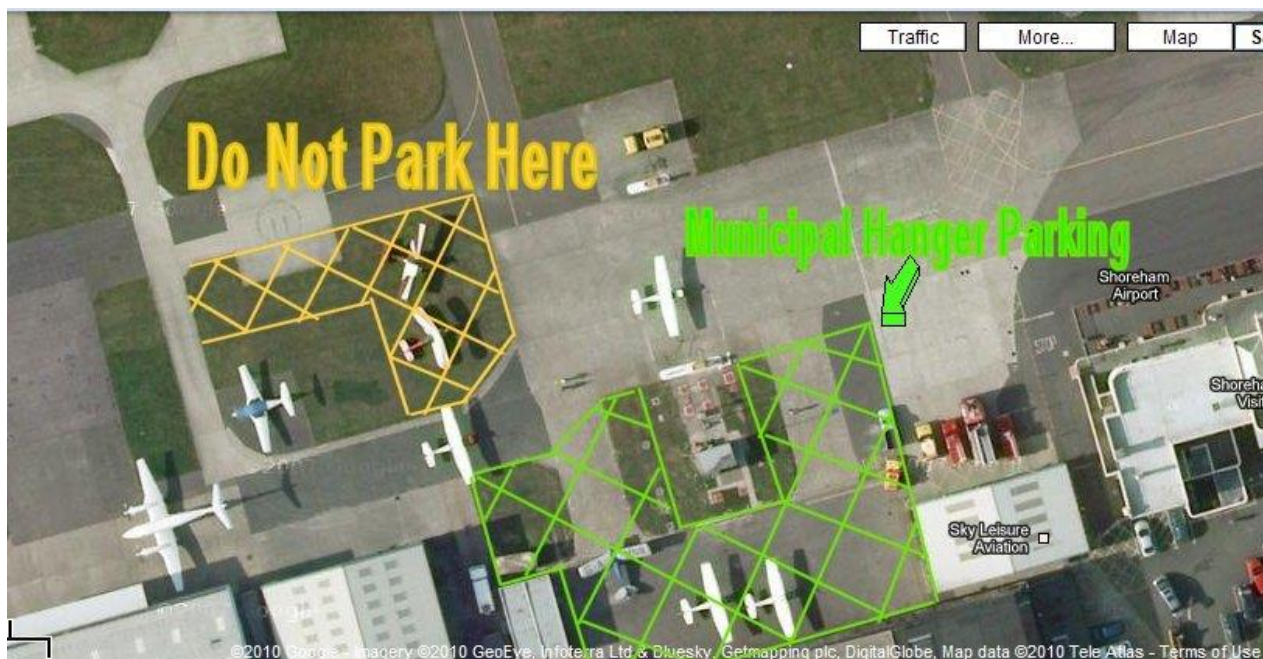 Traffic
More...
Map
Do Not Park Here
Municipal Hanger Parking
Shoreham
Airport
Sky Leisure
Aviation
©2010 Google - Imagery ©2010 GeoEye, Infoterra Ltd & Bluesky, Getmapping plc, DigitalGlobe, Map data ©2010 Tele Atlas - Terms of Use